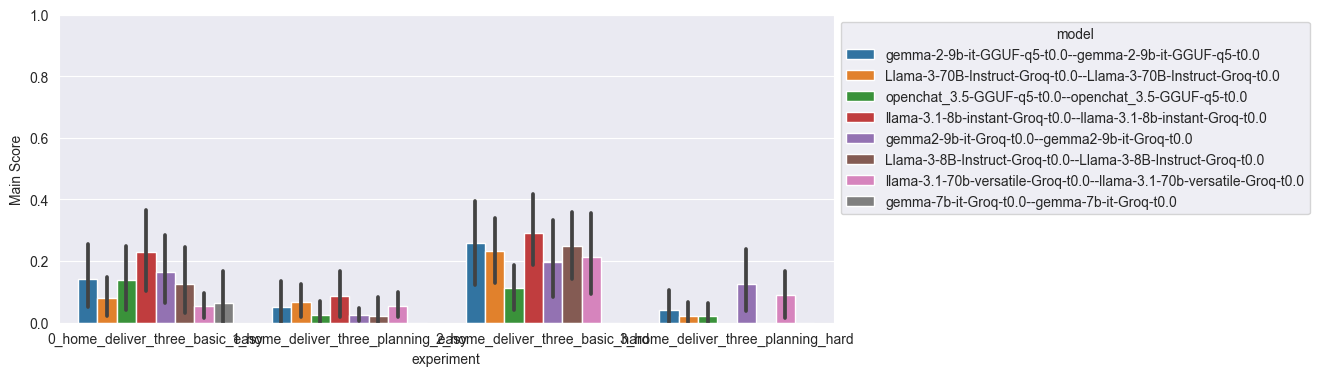 1.0
0.8
0.6
0.4
0.2
0.0
Main Score
0_home_deliver_three_basic_easy
1_home_deliver_three_planning_easy
2_home_deliver_three_basic_hard
3_home_deliver_three_planning_hard
experiment
model
gemma-2-9b-it-GGUF-q5-t0.0--gemma-2-9b-it-GGUF-q5-t0.0
Llama-3-70B-Instruct-Groq-t0.0--Llama-3-70B-Instruct-Groq-t0.0
openchat_3.5-GGUF-q5-t0.0--openchat_3.5-GGUF-q5-t0.0
llama-3.1-8b-instant-Groq-t0.0--llama-3.1-8b-instant-Groq-t0.0
gemma2-9b-it-Groq-t0.0--gemma2-9b-it-Groq-t0.0
Llama-3-8B-Instruct-Groq-t0.0--Llama-3-8B-Instruct-Groq-t0.0
llama-3.1-70b-versatile-Groq-t0.0--llama-3.1-70b-versatile-Groq-t0.0
gemma-7b-it-Groq-t0.0--gemma-7b-it-Groq-t0.0